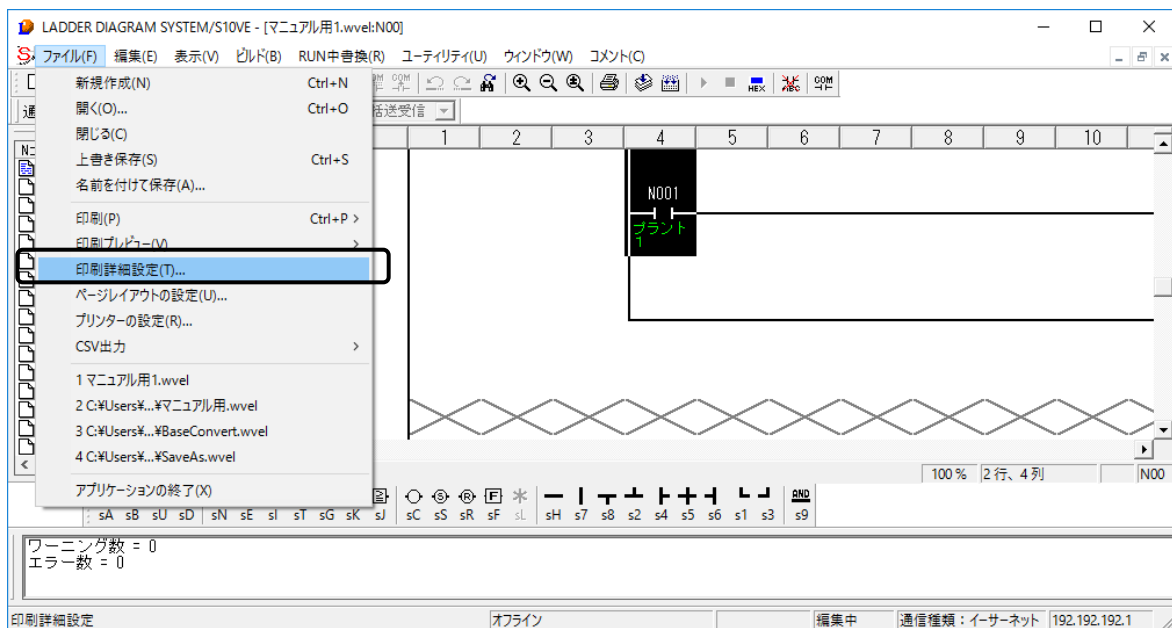 LADDER DIAGRAM SYSTEM/S10VE - [マニュアル用1.wvel:N00]
ファイル(F) 編集(E) 表示(V) ビルド(B) RUN中書換(R) ユーティリティ(U) ウィンドウ(W) コメント(C)
新規作成(N) Ctrl+N
開く(O)... Ctrl+O
閉じる(C)
上書き保存(S) Ctrl+S
名前を付けて保存(A)...
印刷(P) Ctrl+P >
印刷プレビュー(V) >
印刷詳細設定(T)...
ページレイアウトの設定(U)...
プリンターの設定(R)...
CSV出力 >
1 マニュアル用1.wvel
2 C:¥Users¥...¥マニュアル用.wvel
3 C:¥Users¥...¥BaseConvert.wvel
4 C:¥Users¥...¥SaveAs.wvel
アプリケーションの終了(X)
HEX ABC COM
通 括送受信
1 2 3 4 5 6 7 8 9 10
N001
プラント
1
100 % 2行、4列 N00
AND
sA sB sU sD sN sE sI sT sG sK sJ sC sS sR sF sL sH s7 s8 s2 s4 s5 s6 s1 s3 s9
ワーニング数 = 0
エラー数 = 0
印刷詳細設定 オフライン 編集中 通信種類:イーサーネット 192.192.192.1